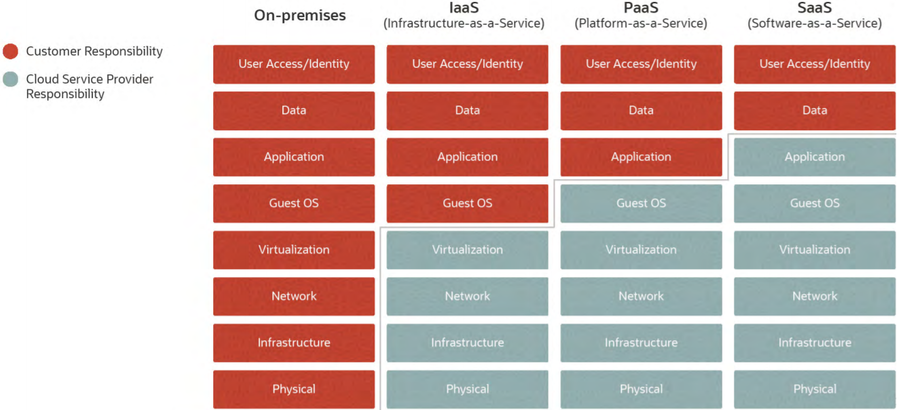 On-premises
IaaS
(Infrastructure-as-a-Service)
PaaS
(Platform-as-a-Service)
SaaS
(Software-as-a-Service)
Customer Responsibility
Cloud Service Provider
Responsibility
User Access/Identity
User Access/Identity
User Access/Identity
User Access/Identity
Data
Data
Data
Data
Application
Application
Application
Application
Guest OS
Guest OS
Guest OS
Guest OS
Virtualization
Virtualization
Virtualization
Virtualization
Network
Network
Network
Network
Infrastructure
Infrastructure
Infrastructure
Infrastructure
Physical
Physical
Physical
Physical